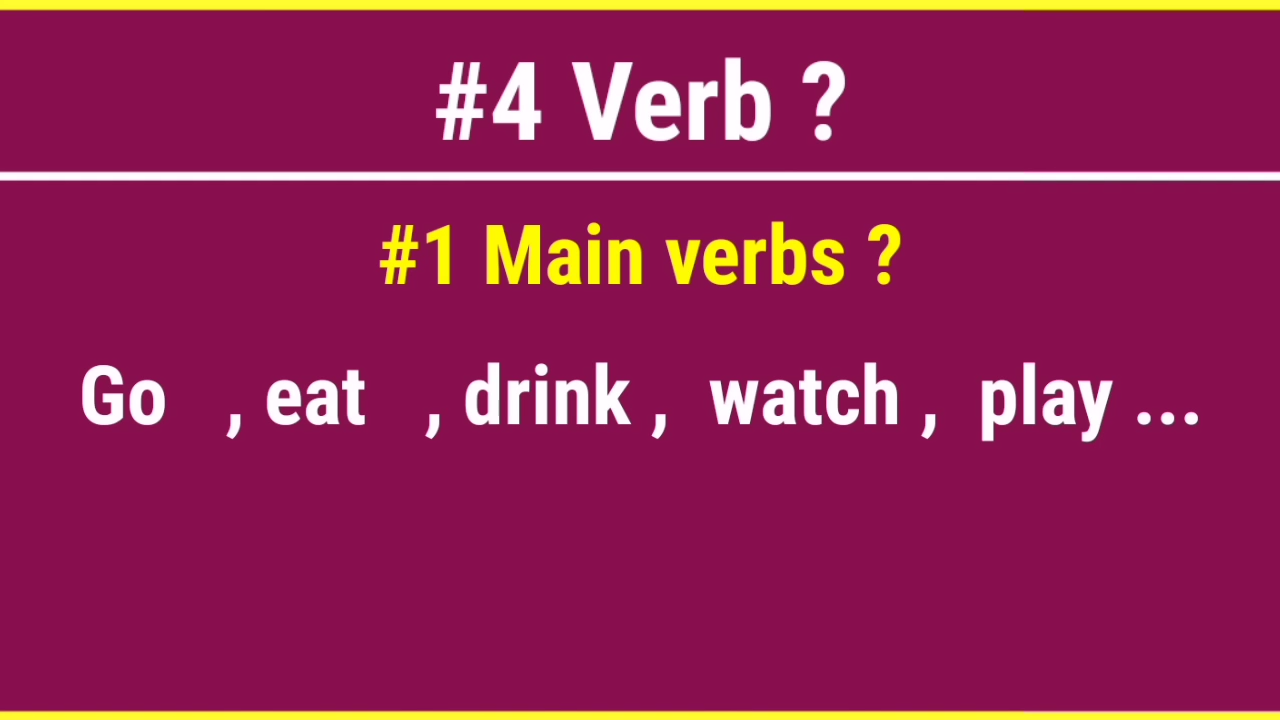 #4 Verb ?
#1 Main verbs ?
Go , eat , drink , watch , play ...